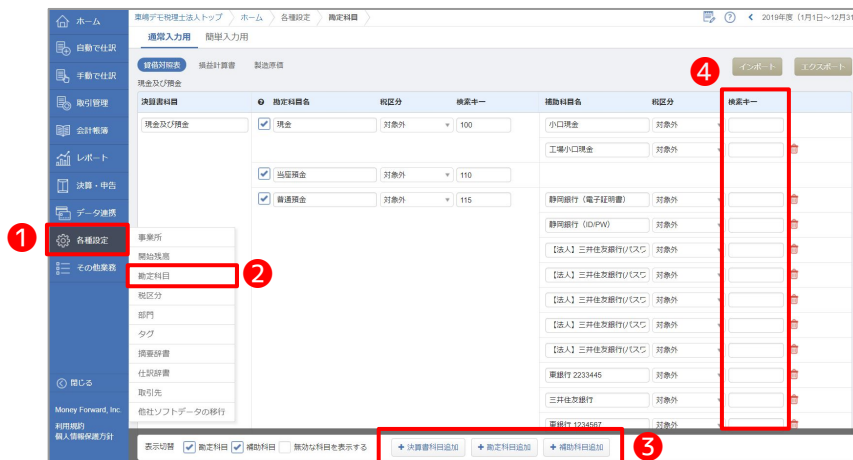 ホーム
自動で仕訳
手動で仕訳
取引管理
会計帳簿
レポート
決算・申告
データ連携
1
各種設定
その他業務
閉じる
Money Forward, Inc.
利用規約
個人情報保護方針
東嶋デモ税理士法人トップ 〉 ホーム 〉 各種設定 〉 勘定科目
? 2019年度 (1月1日～12月31
通常入力用 簡単入力用
貸借対照表 損益計算書 製造原価
4
インポート エクスポート
現金及び預金
決算書科目 勘定科目名 税区分 検索キー 補助科目名 税区分 検索キー
現金及び預金 現金 対象外 100 小口現金 対象外
工場小口現金 対象外
当座預金 対象外 110
普通預金 対象外 115 静岡銀行（電子証明書） 対象外
静岡銀行（ID/PW） 対象外
【法人】三井住友銀行(パスワ 対象外
【法人】三井住友銀行(パスワ 対象外
【法人】三井住友銀行(パスワ 対象外
【法人】三井住友銀行(パスワ 対象外
【法人】三井住友銀行(パスワ 対象外
東銀行 2233445 対象外
三井住友銀行 対象外
東銀行 1234567 対象外
事業所
開始残高
勘定科目
2
税区分
部門
タグ
摘要辞書
仕訳辞書
取引先
他社ソフトデータの移行
表示切替 勘定科目 補助科目 無効な科目を表示する
+ 決算書科目追加 + 勘定科目追加 + 補助科目追加
3